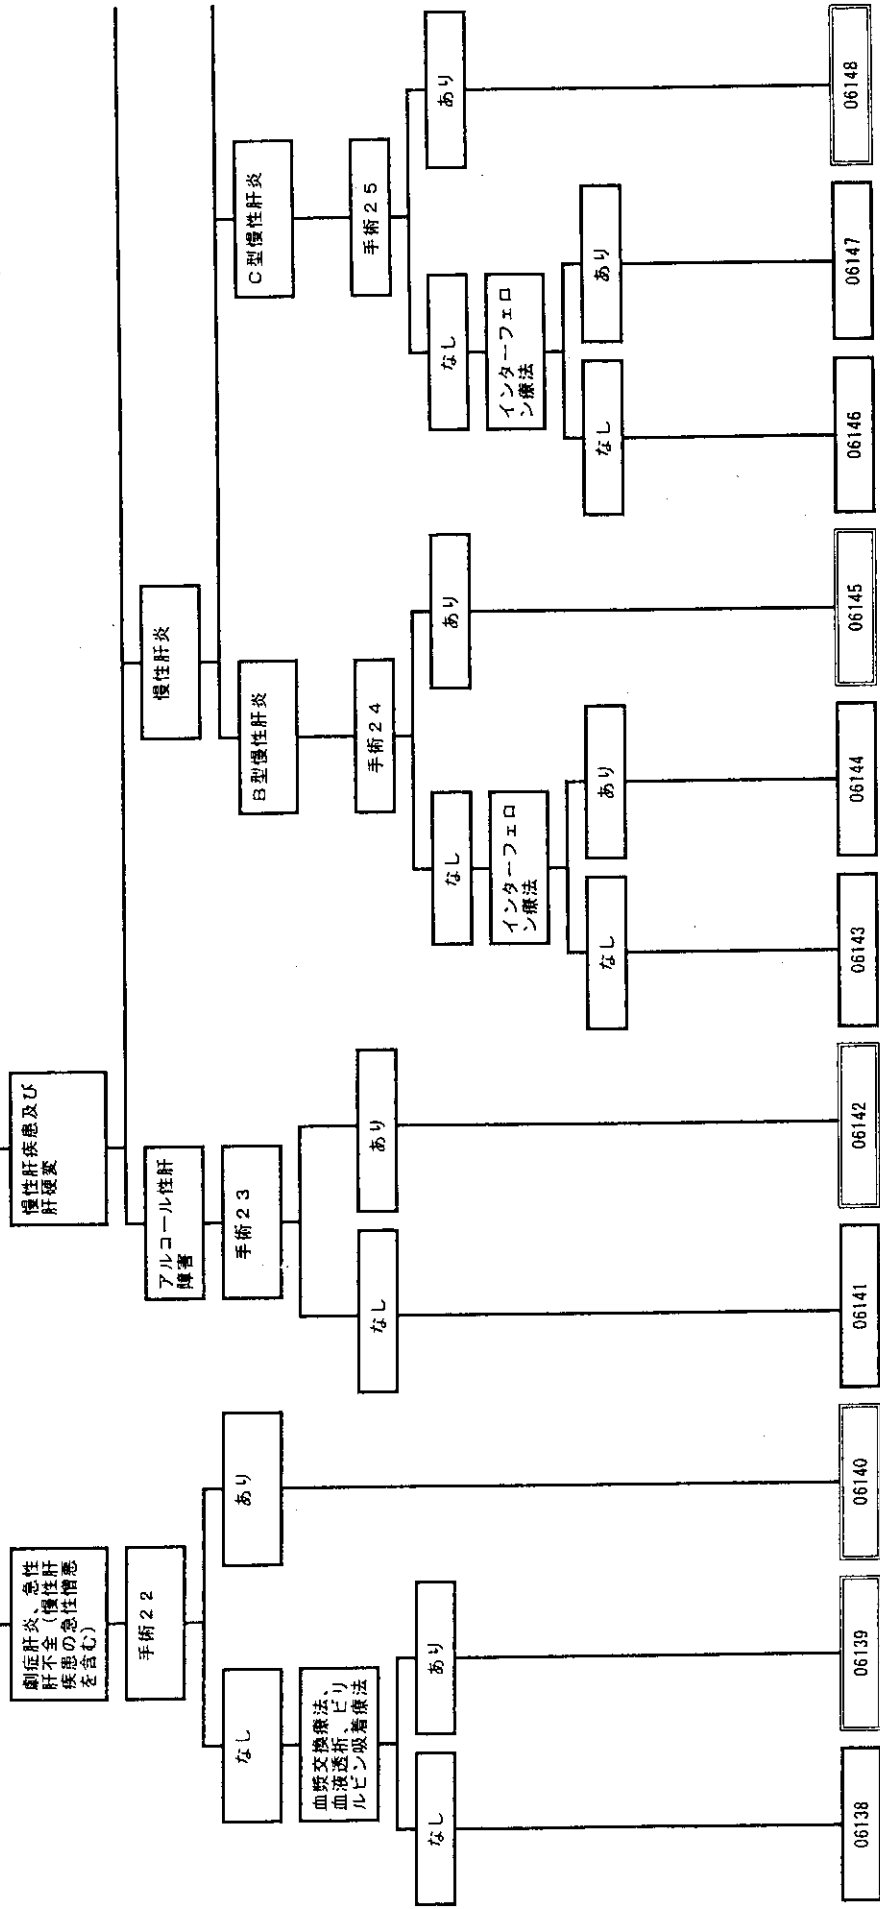 劇症肝炎、急性
肝不全（慢性肝
疾患の急性憎悪
を含む）
手術22
なし
あり
血漿交換療法、
血液透析、ビリ
ルビン吸着療法
なし
あり
06138
06139
06140
慢性肝疾患及び
肝硬変
アルコール性肝
障害
手術23
なし
あり
06141
06142
慢性肝炎
B型慢性肝炎
手術24
なし
あり
インターフェロ
ン療法
なし
あり
06143
06144
06145
C型慢性肝炎
手術25
なし
あり
インターフェロ
ン療法
なし
あり
06146
06147
06148